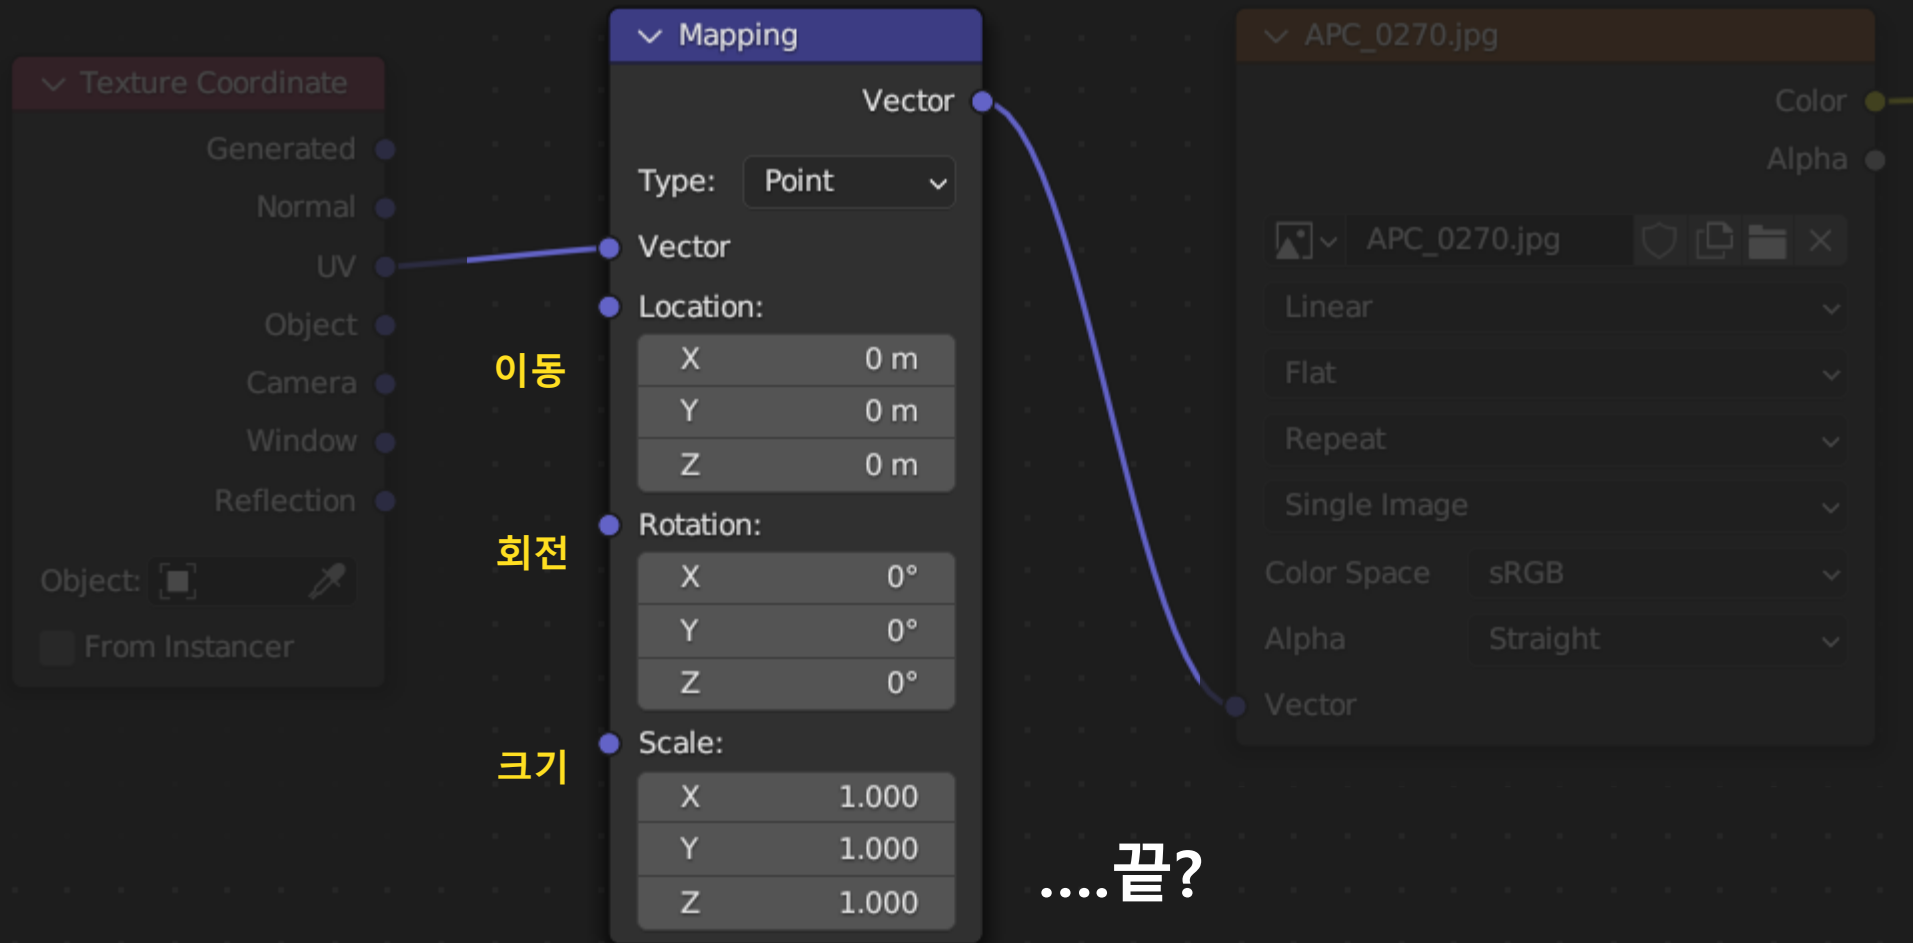 Texture Coordinate
Generated
Normal
UV
Object
Camera
Window
Reflection
Object:
From Instancer
이동
회전
크기
Mapping
Vector
Type: Point
Vector
Location:
X 0 m
Y 0 m
Z 0 m
Rotation:
X 0°
Y 0°
Z 0°
Scale:
X 1.000
Y 1.000
Z 1.000
....끝?
APC_0270.jpg
Color
Alpha
APC_0270.jpg
Linear
Flat
Repeat
Single Image
Color Space sRGB
Alpha Straight
Vector